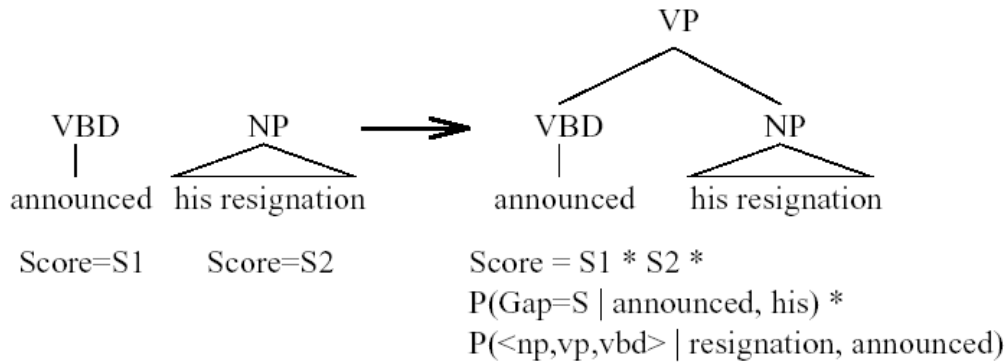 VP
VBD NP VBD NP
announced his resignation announced his resignation
Score=S1 Score=S2 Score = S1 * S2 *
P(Gap=S | announced, his) *
P(<np,vp,vbd> | resignation, announced)